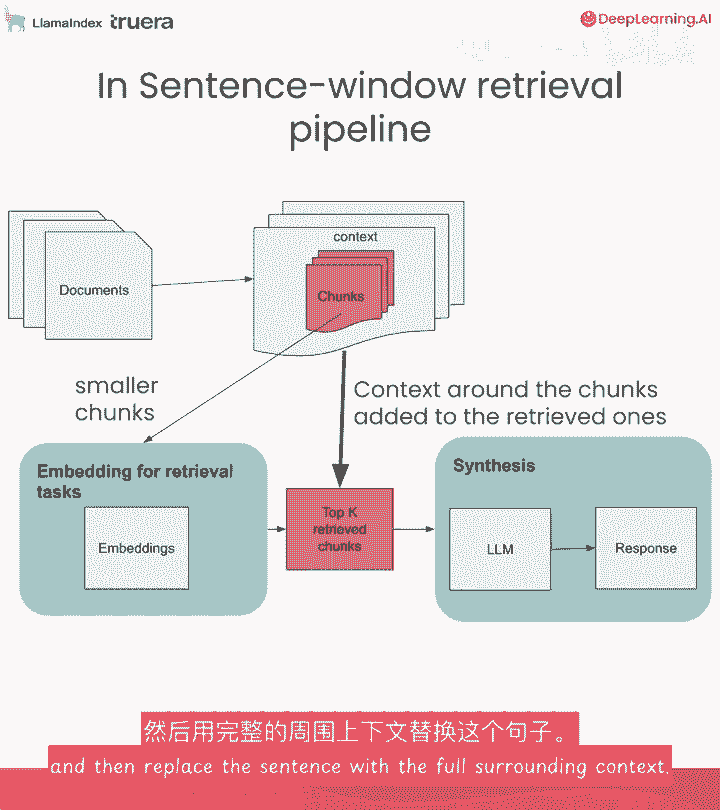 LlamaIndex truera
DeepLearning.AI
In Sentence-window retrieval
pipeline
context
Documents
Chunks
smaller
chunks
Context around the chunks
added to the retrieved ones
Embedding for retrieval
tasks
Embeddings
Top K
retrieved
chunks
Synthesis
LLM
Response
然后用完整的周围上下文替换这个句子。
and then replace the sentence with the full surrounding context.